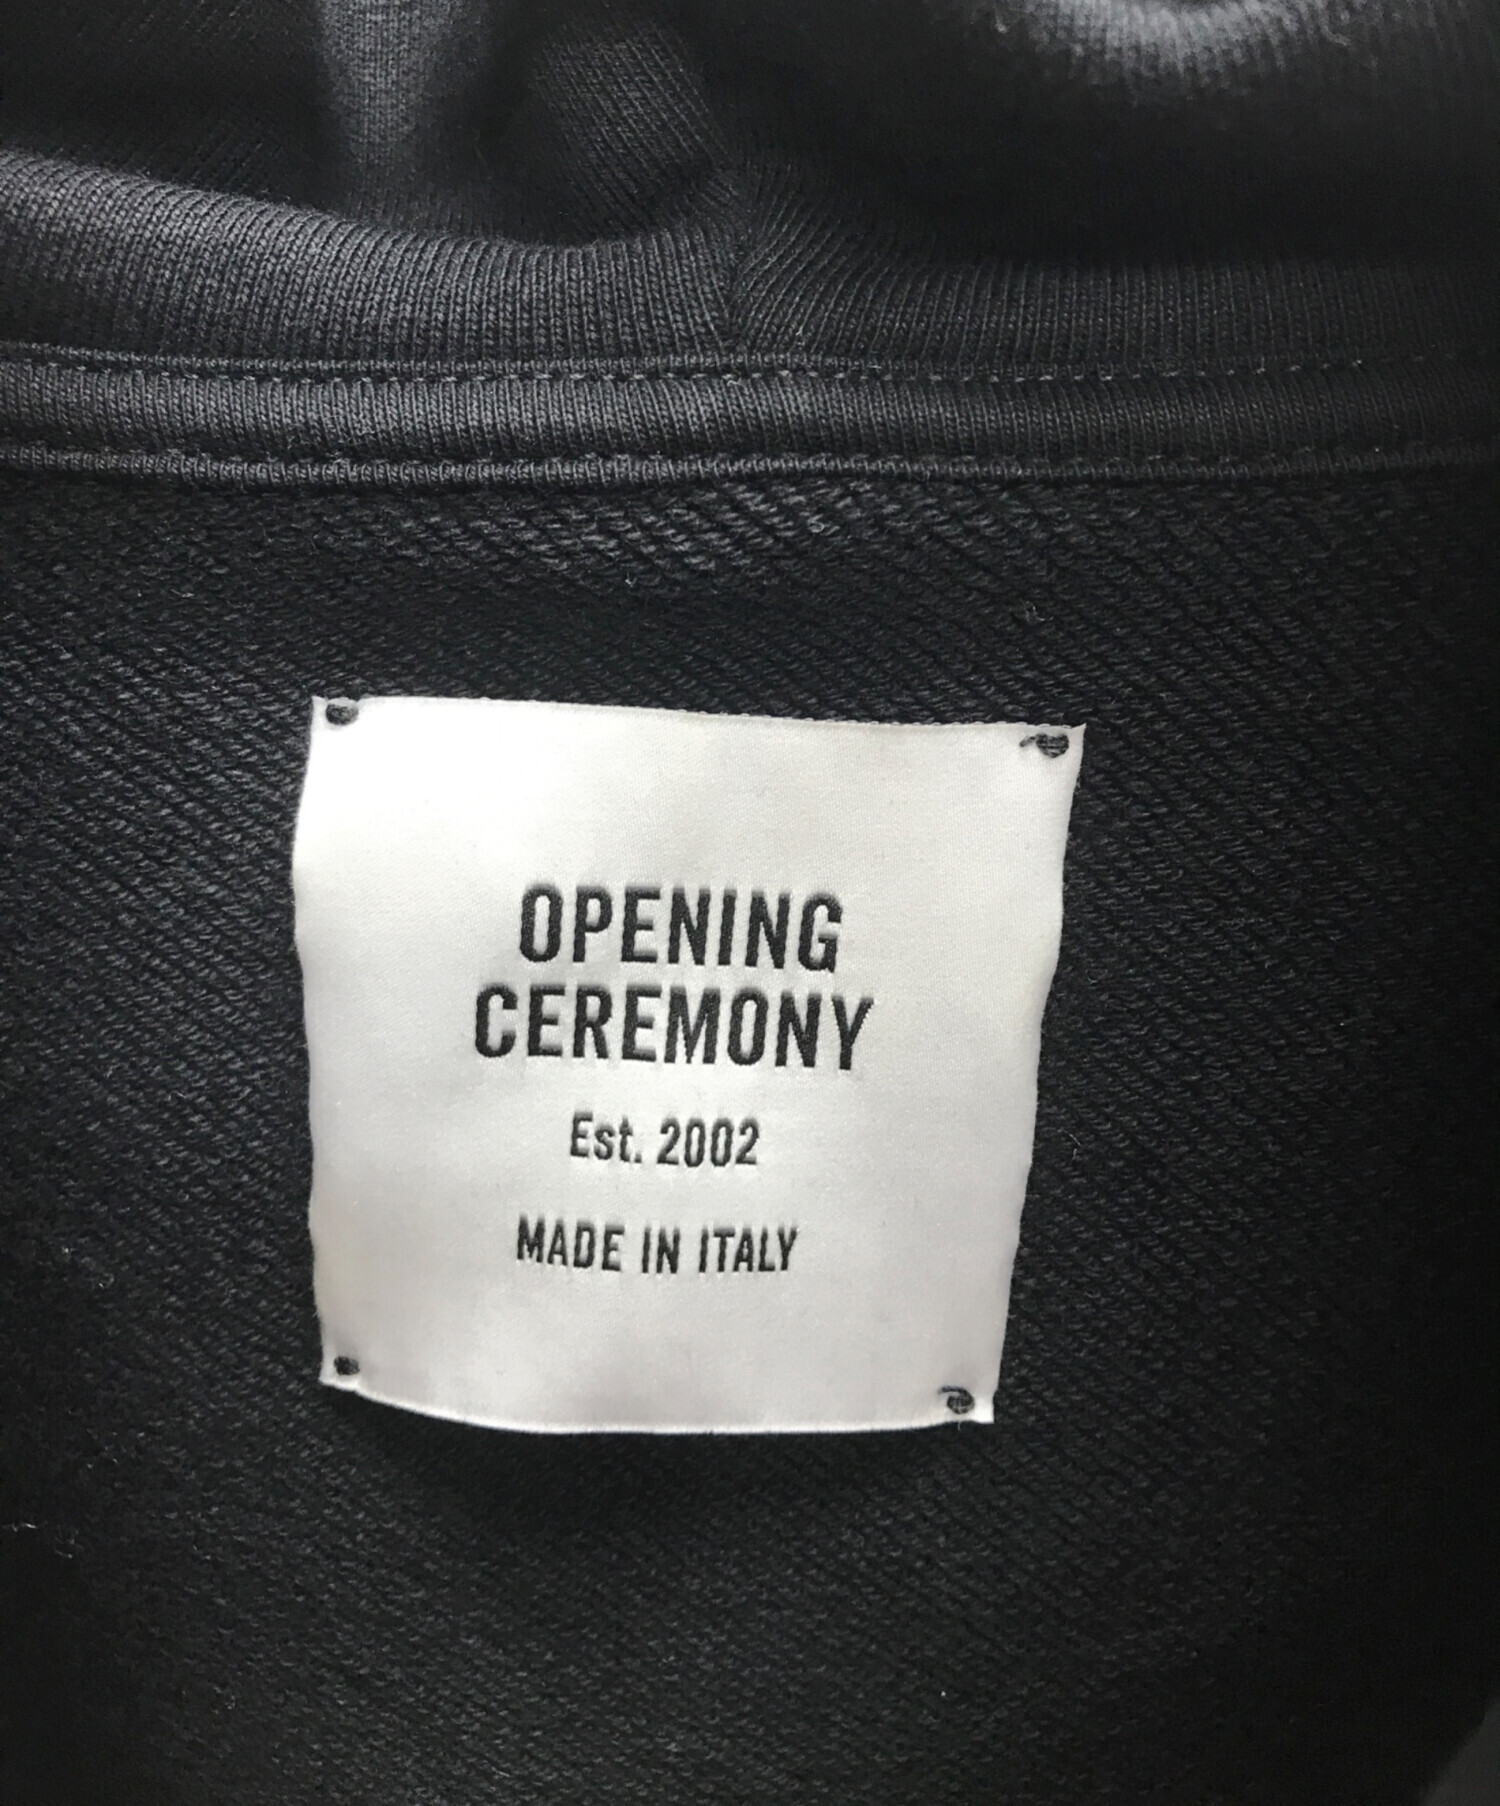 OPENING
CEREMONY
Est. 2002
MADE IN ITALY